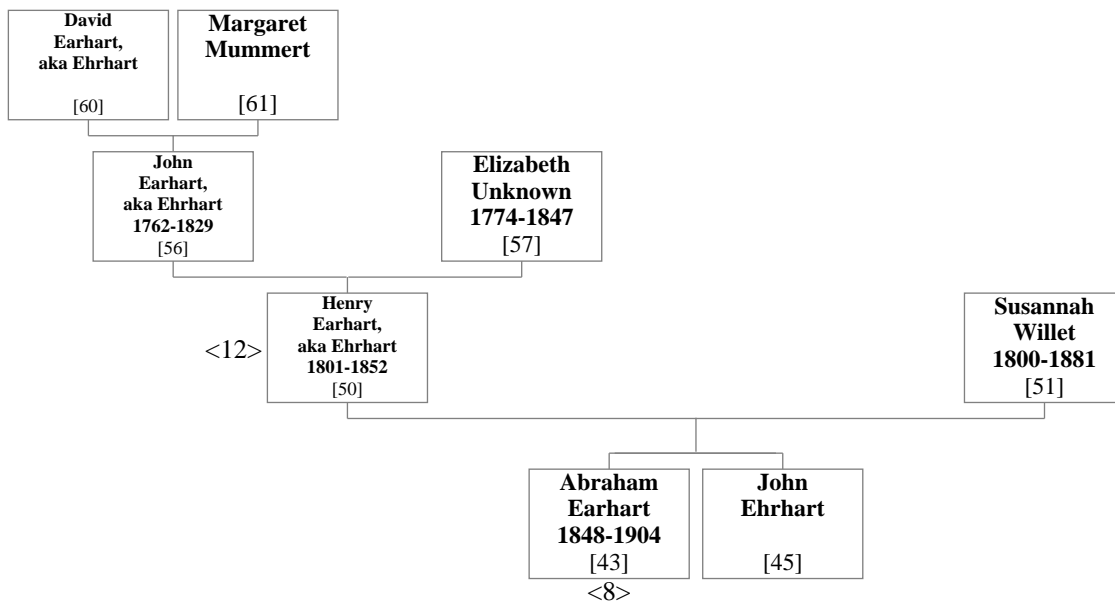 David
Earhart,
aka Ehrhart
[60]
Margaret
Mummert
[61]
John
Earhart,
aka Ehrhart
1762-1829
[56]
Elizabeth
Unknown
1774-1847
[57]
<12>
Henry
Earhart,
aka Ehrhart
1801-1852
[50]
Susannah
Willet
1800-1881
[51]
Abraham
Earhart
1848-1904
[43]
<8>
John
Ehrhart
[45]